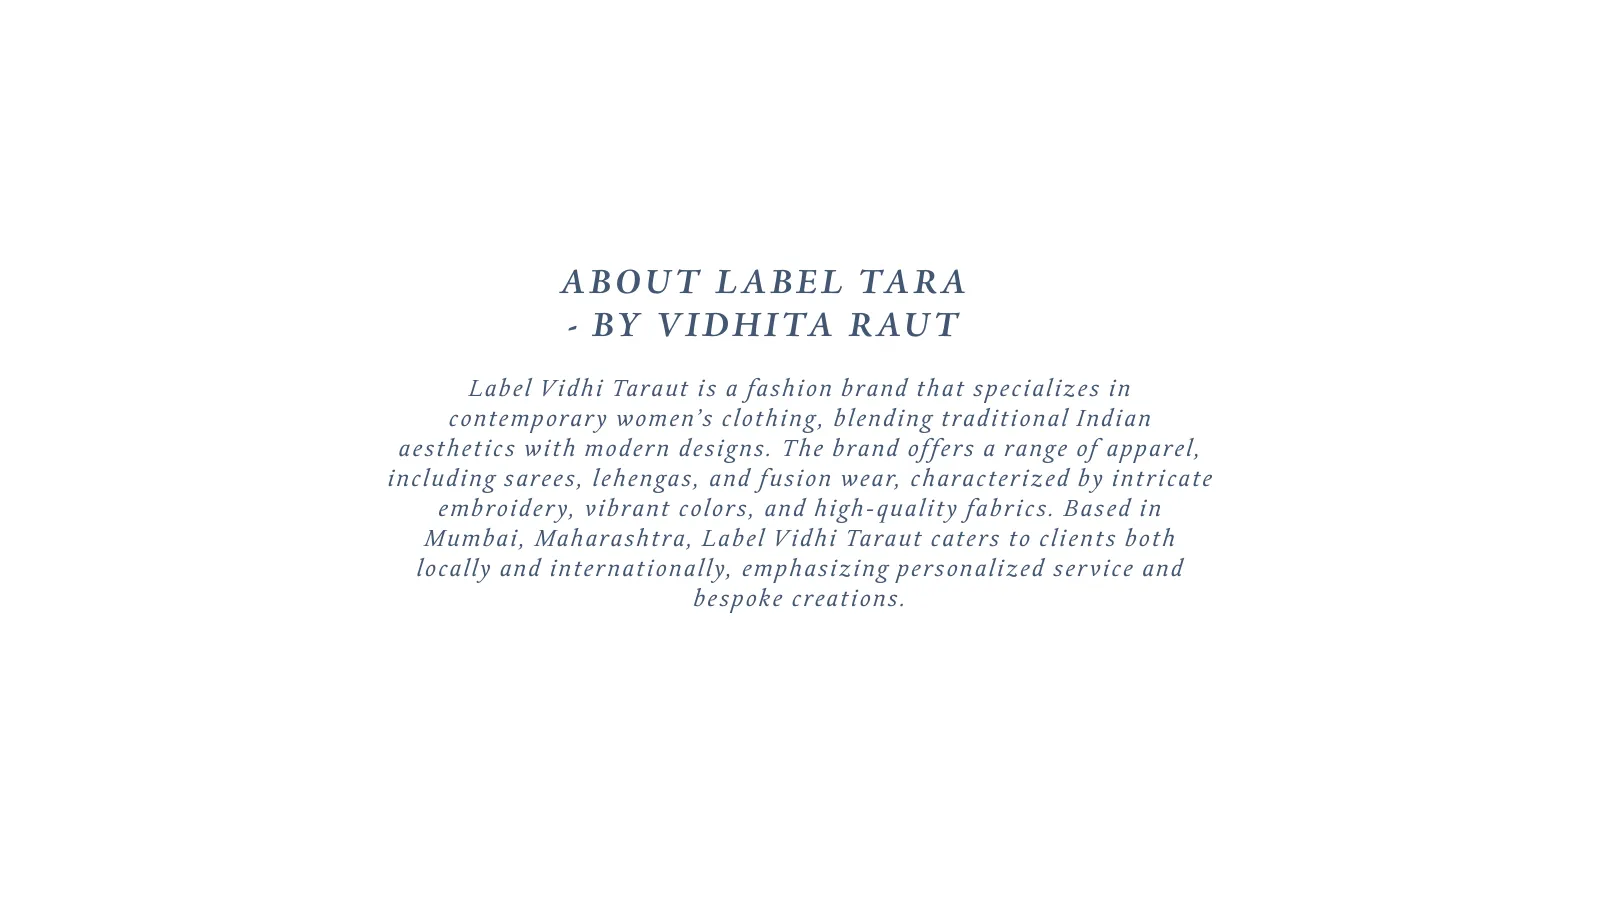 ABOUT LABEL TARA
- BY VIDHITA RAUT
Label Vidhi Taraut is a fashion brand that specializes in
contemporary women’s clothing, blending traditional Indian
aesthetics with modern designs. The brand offers a range of apparel,
including sarees, lehengas, and fusion wear, characterized by intricate
embroidery, vibrant colors, and high-quality fabrics. Based in
Mumbai, Maharashtra, Label Vidhi Taraut caters to clients both
locally and internationally, emphasizing personalized service and
bespoke creations.